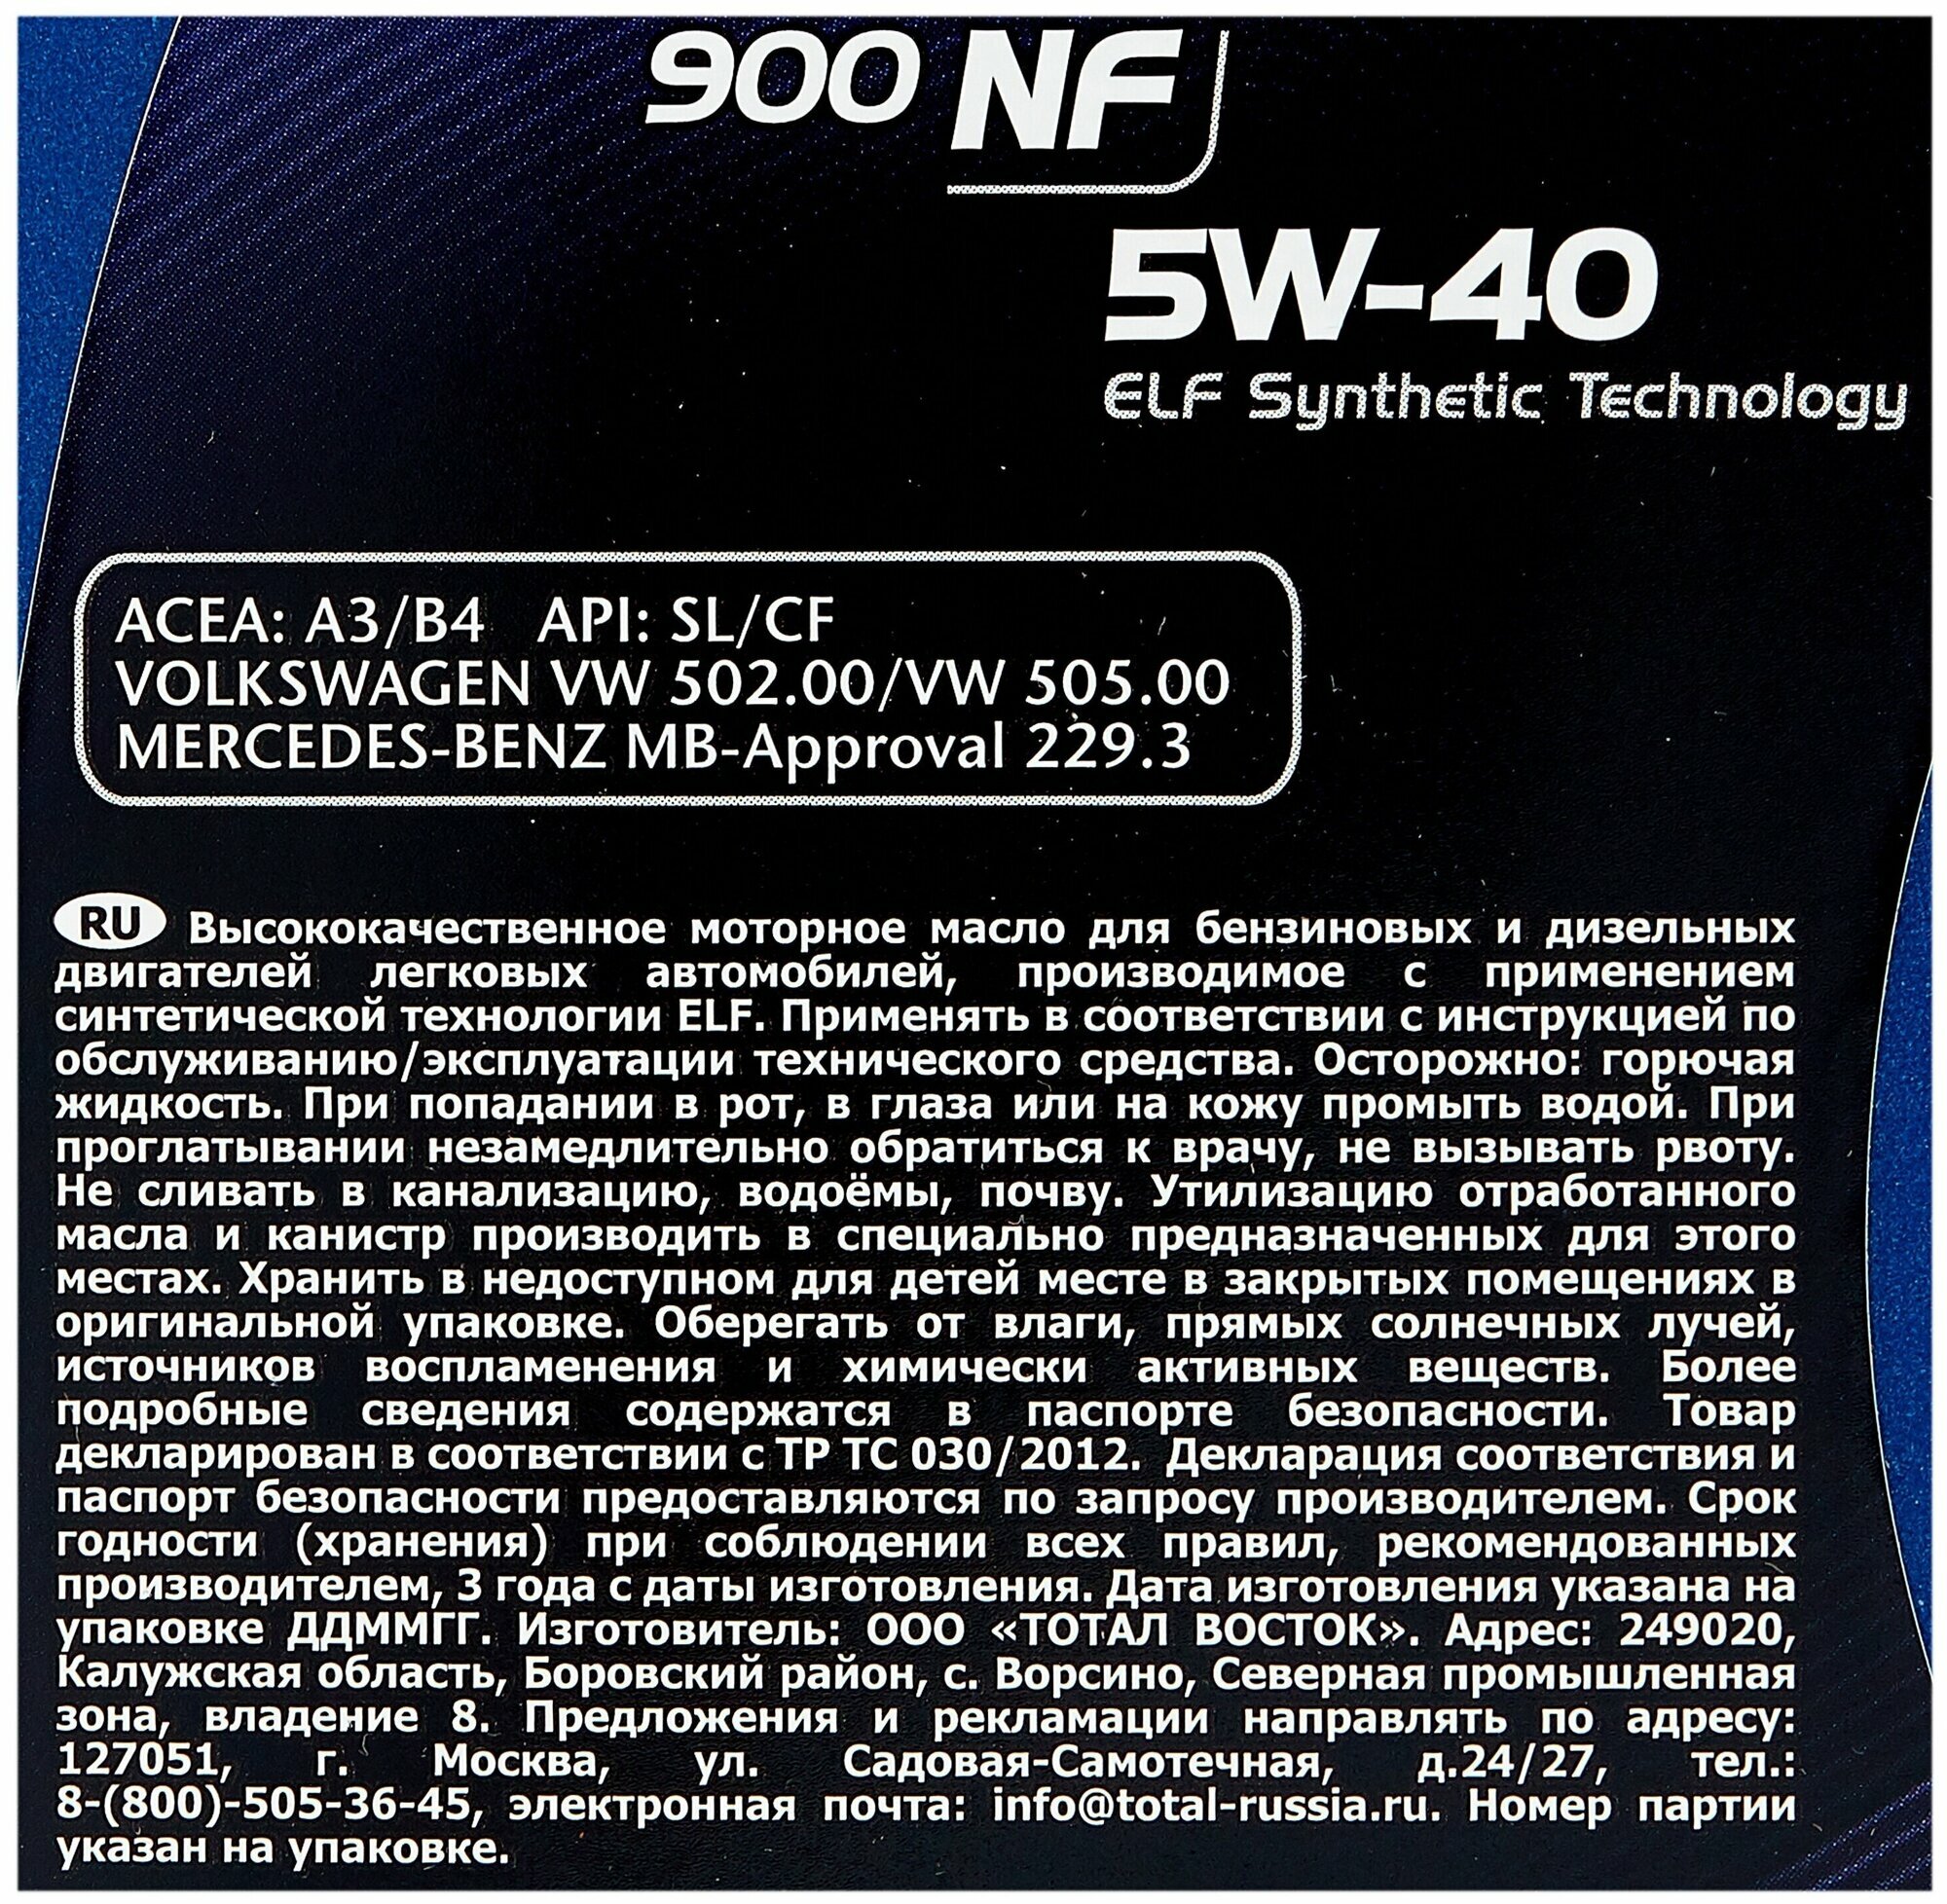 900 NF
5W-40
ELF Synthetic Technology
ACEA: A3/B4 API: SL/CF
VOLKSWAGEN VW 502.00/VW 505.00
MERCEDES-BENZ MB-Approval 229.3
RU Высококачественное моторное масло для бензиновых и дизельных
двигателей легковых автомобилей, производимое с применением
синтетической технологии ELF. Применять в соответствии с инструкцией по
обслуживанию/эксплуатации технического средства. Осторожно: горючая
жидкость. При попадании в рот, в глаза или на кожу промыть водой. При
проглатывании незамедлительно обратиться к врачу, не вызывать рвоту.
Не сливать в канализацию, водоёмы, почву. Утилизацию отработанного
масла и канистр производить в специально предназначенных для этого
местах. Хранить в недоступном для детей месте в закрытых помещениях в
оригинальной упаковке. Оберегать от влаги, прямых солнечных лучей,
источников воспламенения и химически активных веществ. Более
подробные сведения содержатся в паспорте безопасности. Товар
декларирован в соответствии с ТР ТС 030/2012. Декларация соответствия и
паспорт безопасности предоставляются по запросу производителем. Срок
годности (хранения) при соблюдении всех правил, рекомендованных
производителем, 3 года с даты изготовления. Дата изготовления указана на
упаковке ДДММГГ. Изготовитель: ООО «ТОТАЛ ВОСТОК». Адрес: 249020,
Калужская область, Боровский район, с. Ворсино, Северная промышленная
зона, владение 8. Предложения и рекламации направлять по адресу:
127051, г. Москва, ул. Садовая-Самотечная, д.24/27, тел.:
8-(800)-505-36-45, электронная почта: info@total-russia.ru. Номер партии
указан на упаковке.